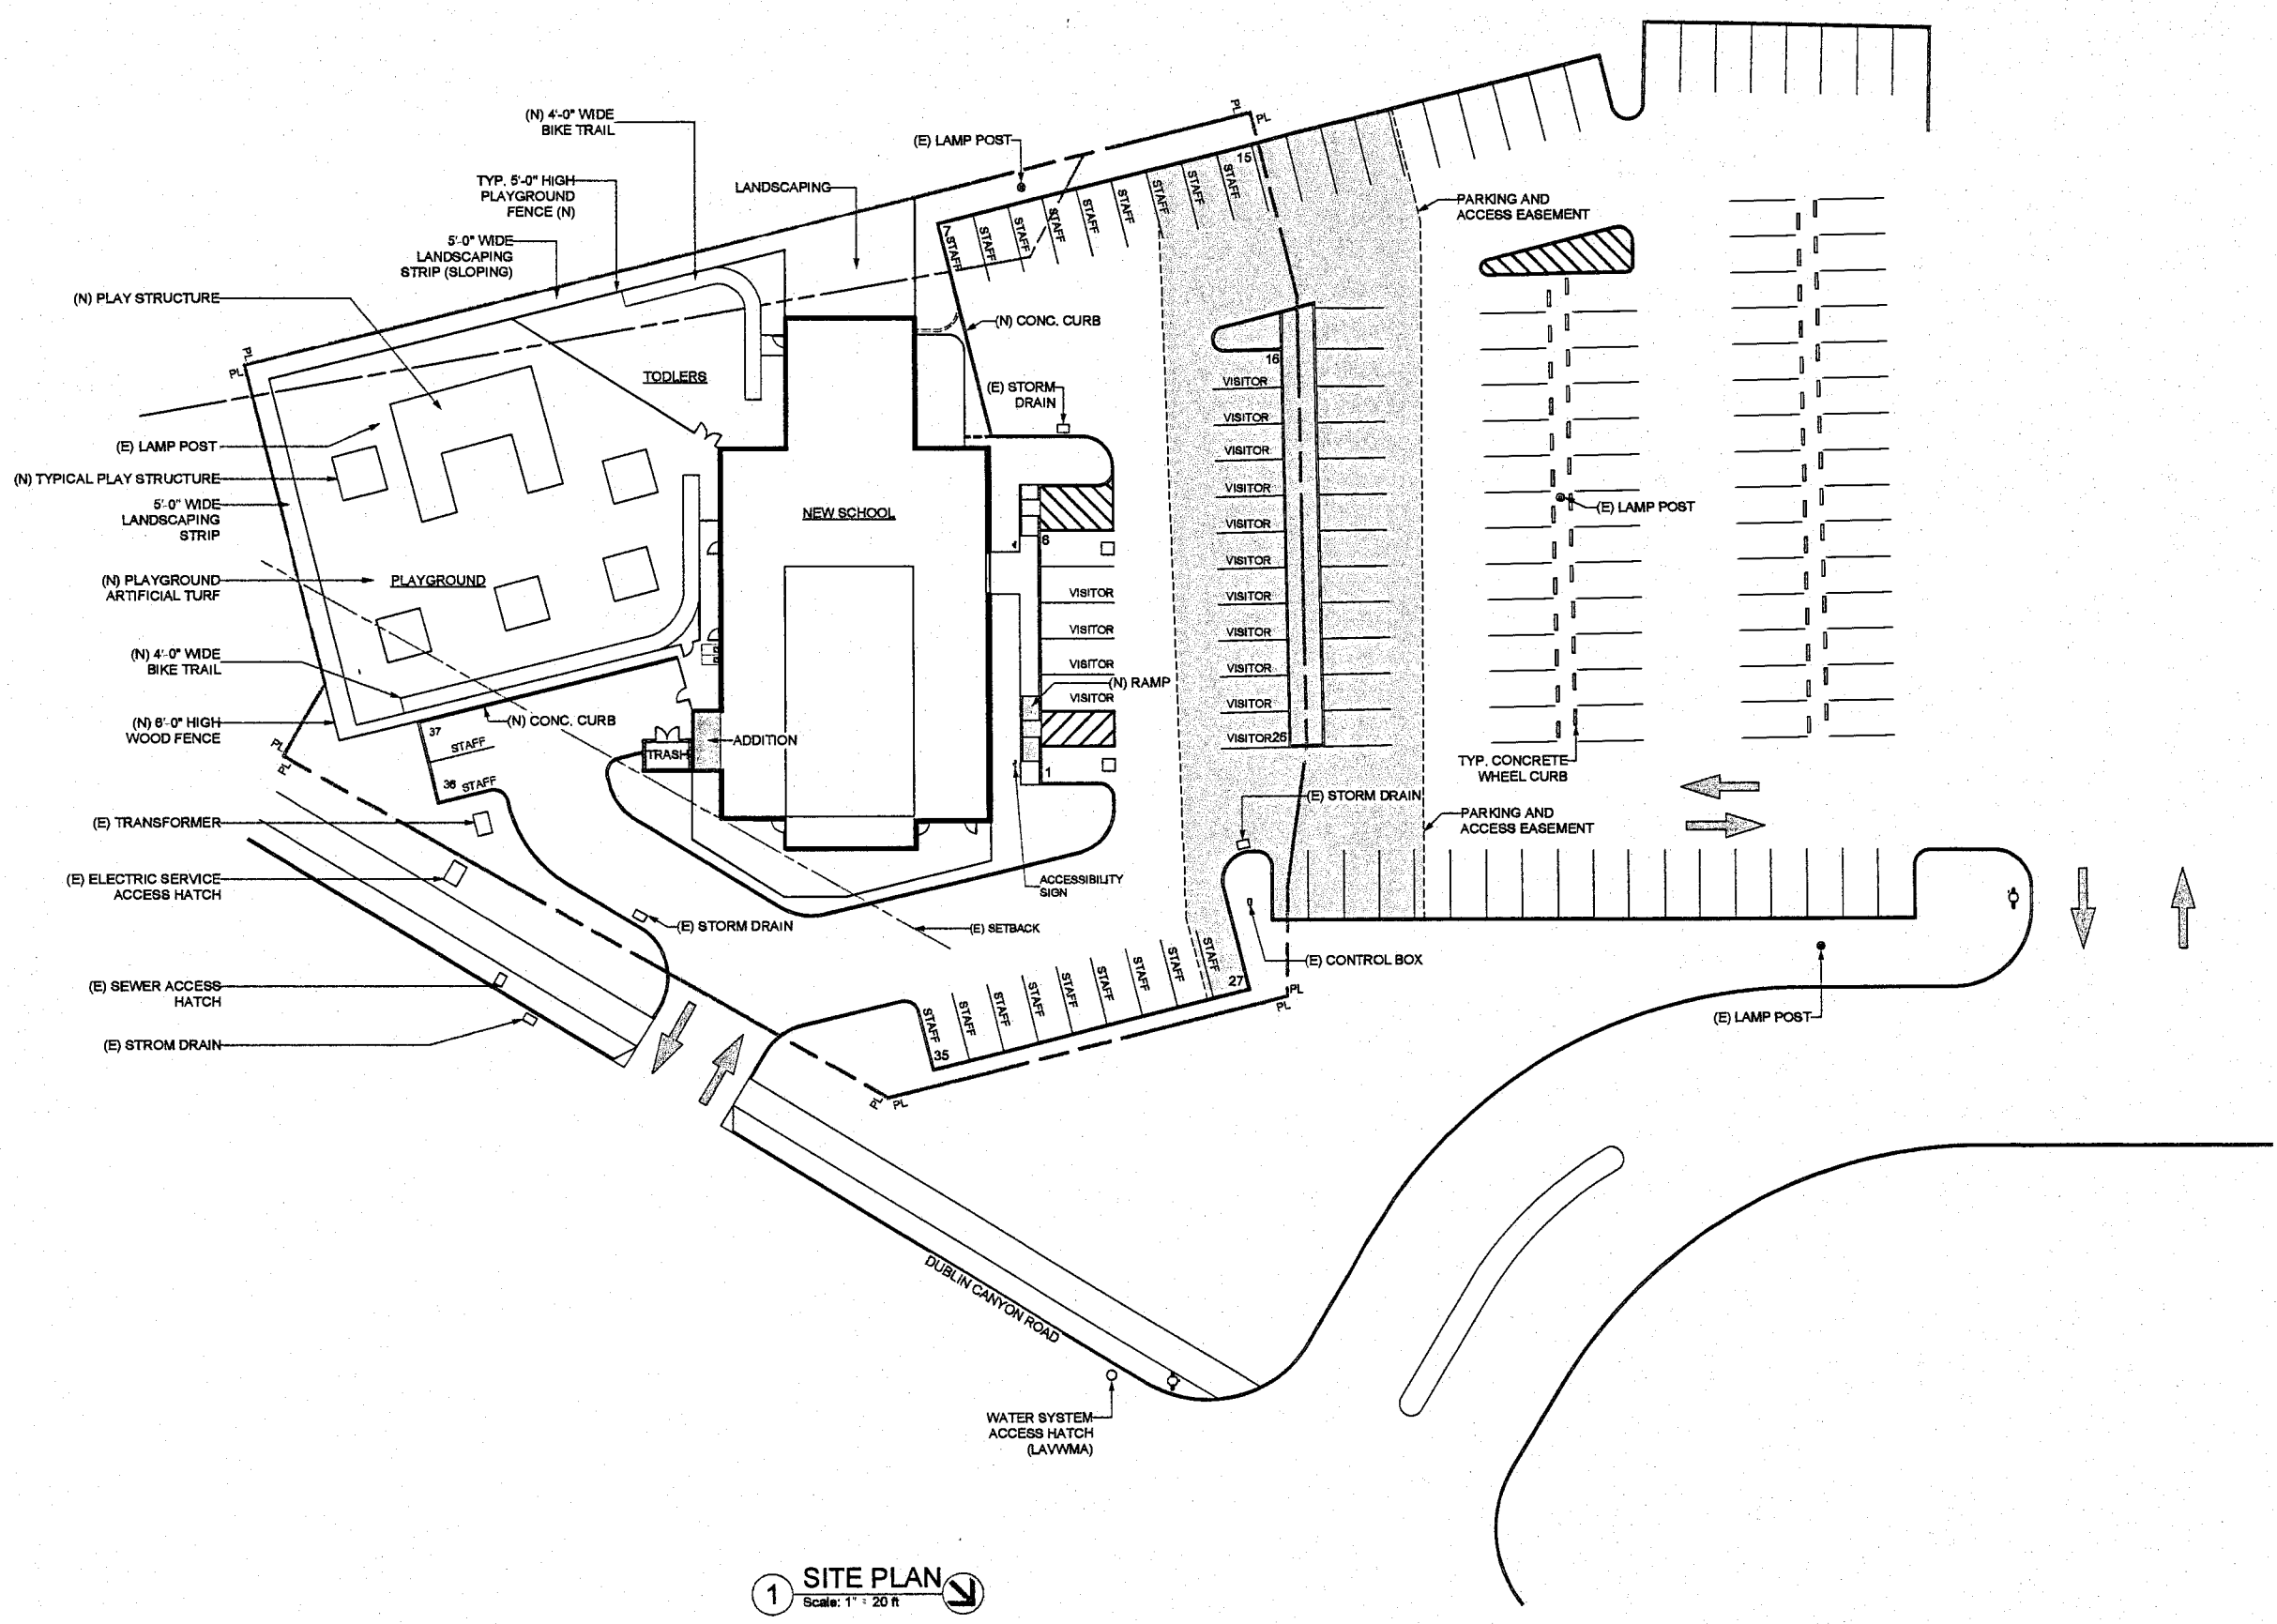 (N) 4'-0" WIDE
BIKE TRAIL
(E) LAMP POST
PL
PL
15
TYP. 5'-0" HIGH
PLAYGROUND
FENCE (N)
LANDSCAPING
STAFF
STAFF
STAFF
STAFF
STAFF
STAFF
STAFF
STAFF
STAFF
7
PARKING AND
ACCESS EASEMENT
5'-0" WIDE
LANDSCAPING
STRIP (SLOPING)
(N) PLAY STRUCTURE
(N) CONC. CURB
PL
PL
TODLERS
16
(E) STORM
DRAIN
VISITOR
VISITOR
VISITOR
VISITOR
VISITOR
VISITOR
VISITOR
VISITOR
VISITOR
VISITOR
VISITOR26
(E) LAMP POST
(N) TYPICAL PLAY STRUCTURE
5'-0" WIDE
LANDSCAPING
STRIP
NEW SCHOOL
(E) LAMP POST
6
(N) PLAYGROUND
ARTIFICIAL TURF
PLAYGROUND
VISITOR
VISITOR
VISITOR
VISITOR
(N) 4'-0" WIDE
BIKE TRAIL
(N) RAMP
(N) 6'-0" HIGH
WOOD FENCE
(N) CONC. CURB
37
STAFF
36 STAFF
ADDITION
TRASH
1
PL
PL
TYP. CONCRETE
WHEEL CURB
(E) STORM DRAIN
PARKING AND
ACCESS EASEMENT
(E) TRANSFORMER
(E) ELECTRIC SERVICE
ACCESS HATCH
ACCESSIBILITY
SIGN
(E) STORM DRAIN
(E) SETBACK
(E) CONTROL BOX
STAFF
STAFF
STAFF
STAFF
STAFF
STAFF
STAFF
STAFF
STAFF
27
35
(E) SEWER ACCESS
HATCH
PL
PL
(E) LAMP POST
(E) STROM DRAIN
PL
PL
DUBLIN CANYON ROAD
WATER SYSTEM
ACCESS HATCH
(LAVWMA)
1
SITE PLAN
Scale: 1" = 20 ft